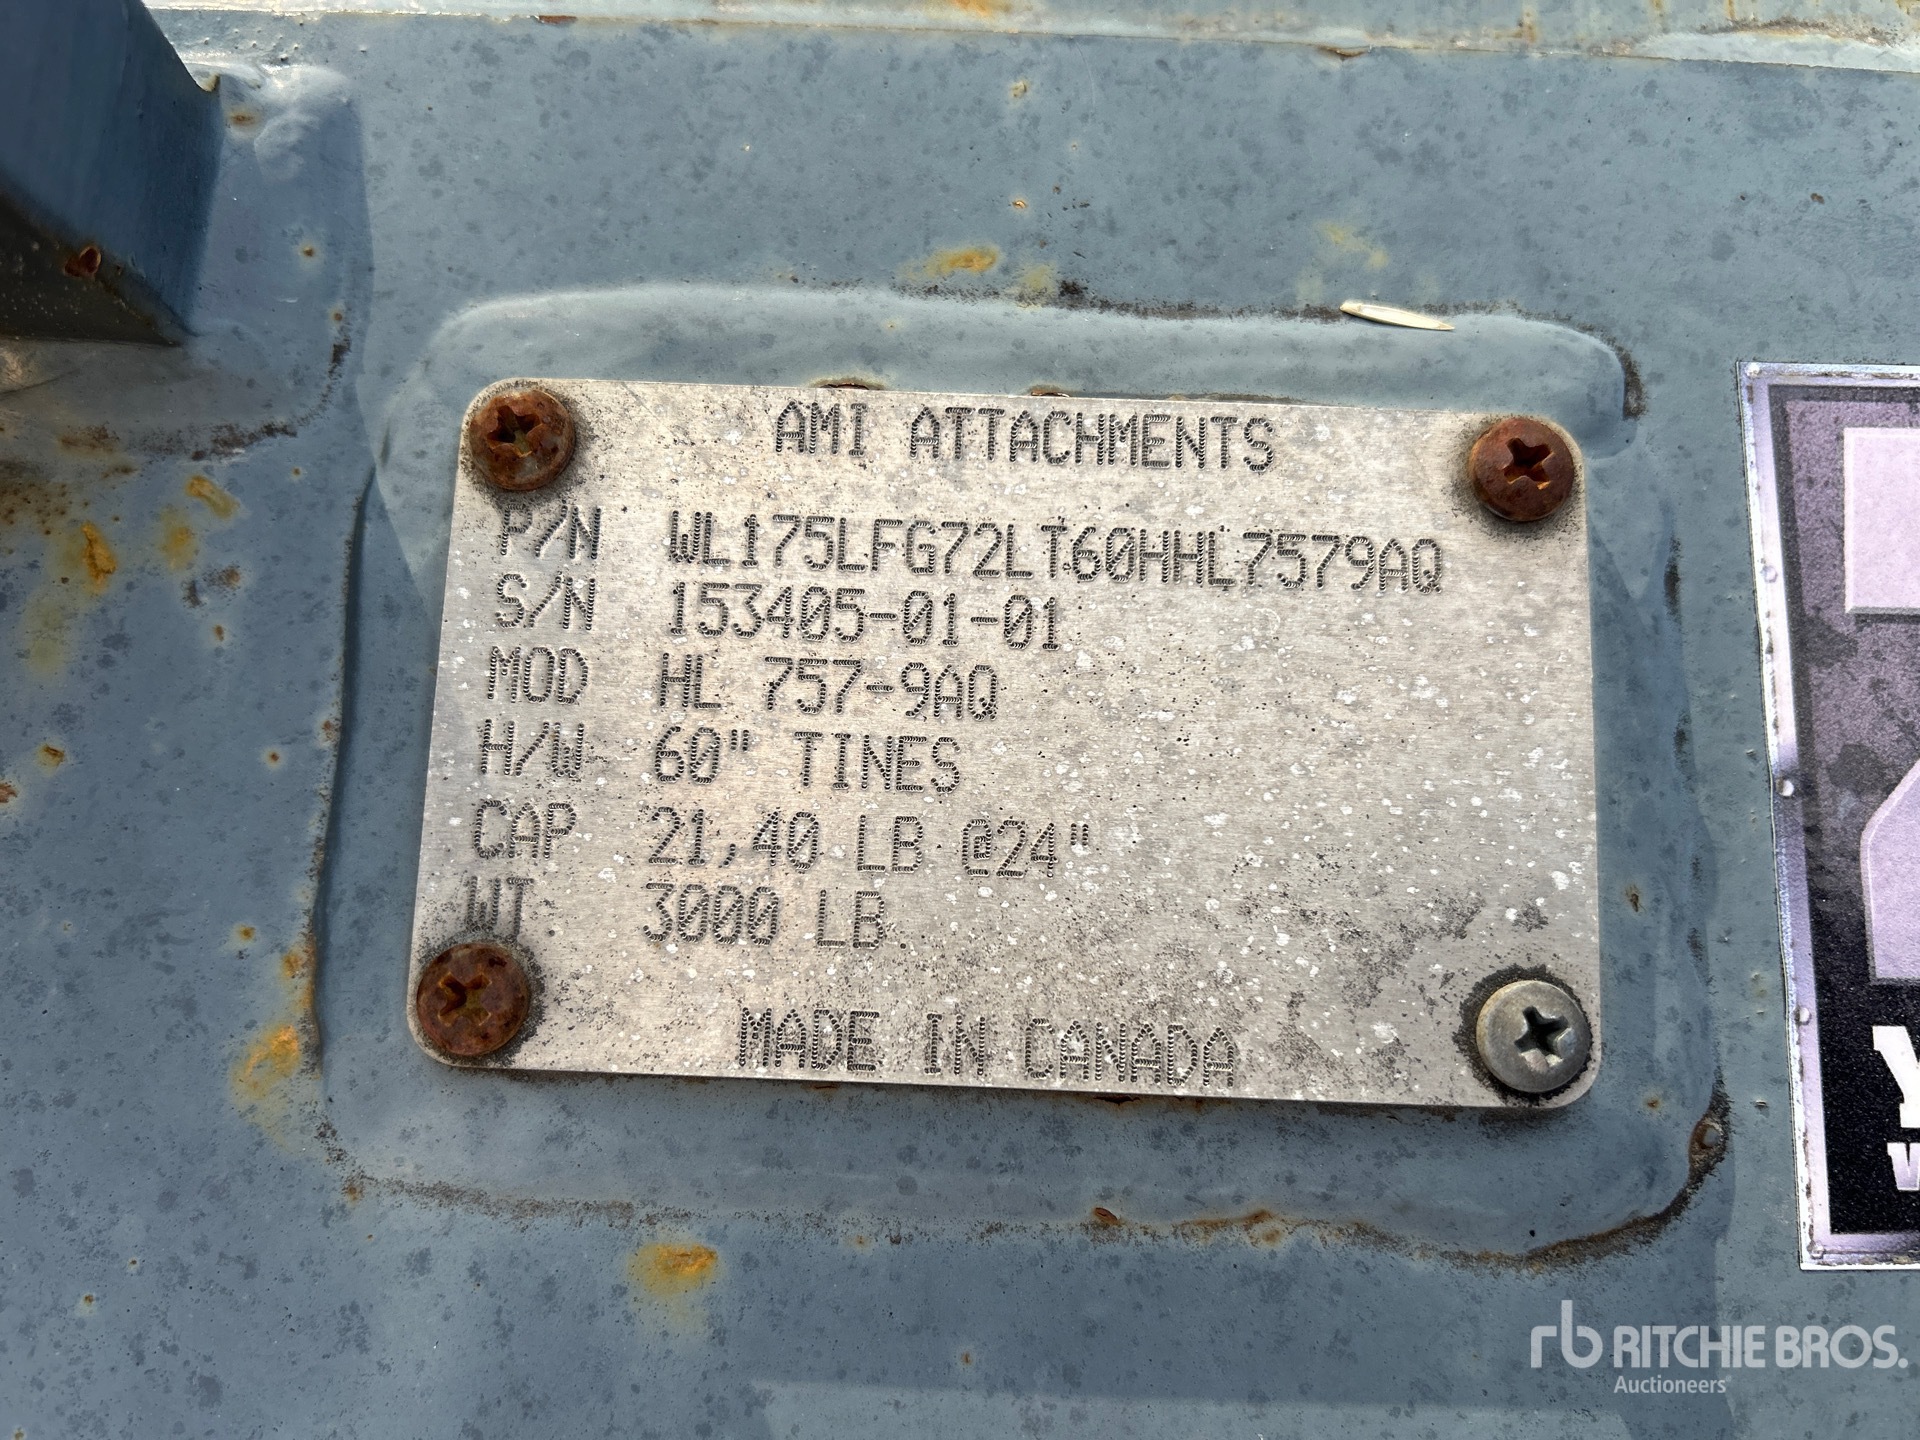 AMI ATTACHMENTS
P/N WL175LFG72LT60HHL7579AQ
S/N 153405-01-01
MOD HL 757-9AQ
H/W 60" TINES
CAP 21,40 LB @24"
WT 3000 LB
MADE IN CANADA
rb RITCHIE BROS.
Auctioneers